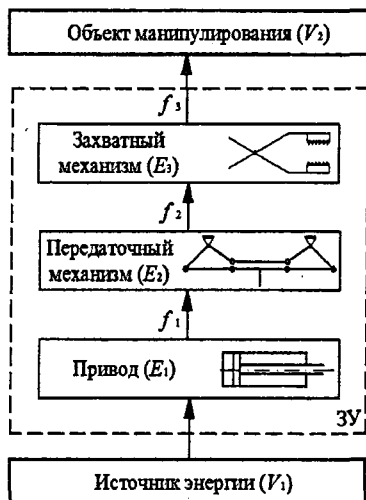 Объект манипулирования (V₂)
f₃
Захватный
механизм (E₃)
f₂
Передаточный
механизм (E₂)
f₁
Привод (E₁)
ЗУ
Источник энергии (V₁)